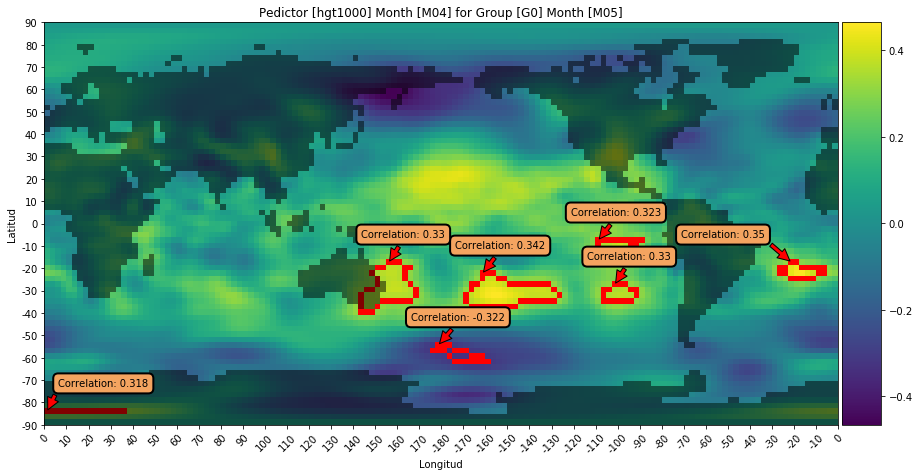 Pedictor [hgt1000] Month [M04] for Group [G0] Month [M05]
Latitud
90
80
70
60
50
40
30
20
10
0
-10
-20
-30
-40
-50
-60
-70
-80
-90
Correlation: 0.323
Correlation: 0.33
Correlation: 0.342
Correlation: 0.35
Correlation: 0.33
Correlation: -0.322
Correlation: 0.318
0 10 20 30 40 50 60 70 80 90 100 110 120 130 140 150 160 170 180 -170 -160 -150 -140 -130 -120 -110 -100 -90 -80 -70 -60 -50 -40 -30 -20 -10 0
Longitud
0.4
0.2
0.0
−0.2
−0.4